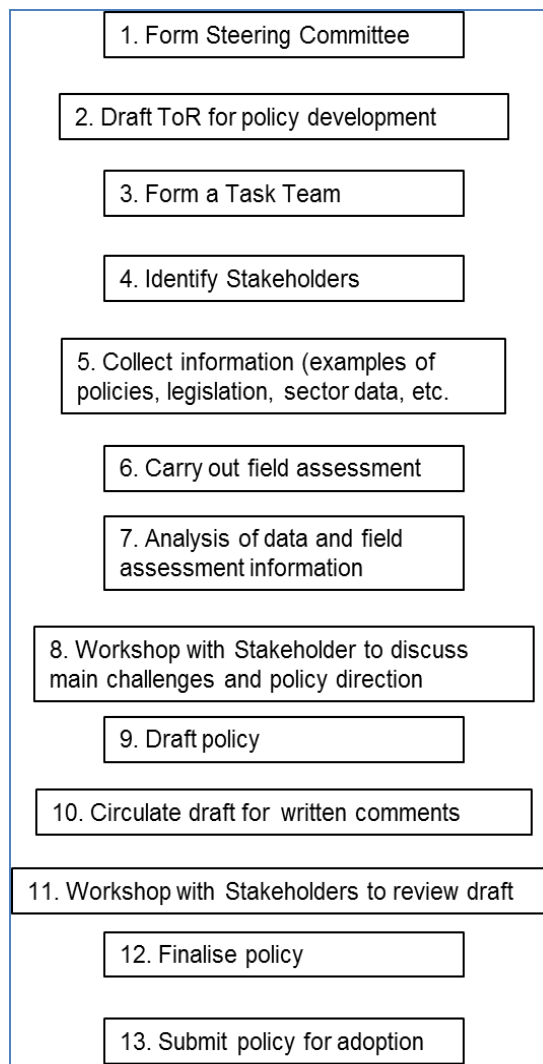 1. Form Steering Committee
2. Draft ToR for policy development
3. Form a Task Team
4. Identify Stakeholders
5. Collect information (examples of
policies, legislation, sector data, etc.
6. Carry out field assessment
7. Analysis of data and field
assessment information
8. Workshop with Stakeholder to discuss
main challenges and policy direction
9. Draft policy
10. Circulate draft for written comments
11. Workshop with Stakeholders to review draft
12. Finalise policy
13. Submit policy for adoption